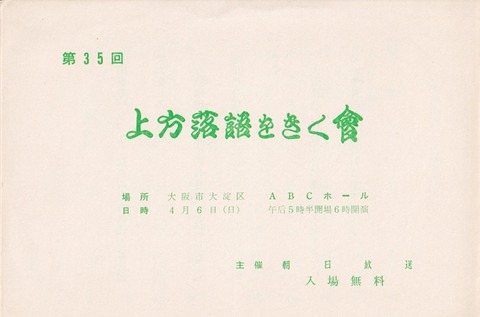 第35回
上方落語をきく會
場所 大阪市大淀区 ABCホール
日時 4月6日(日) 午后5時半開場6時開演
主催 朝日放送
入場無料